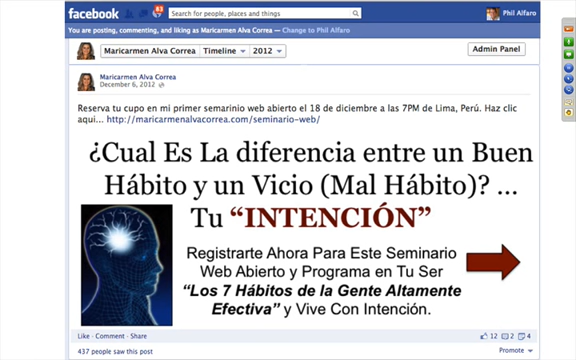 facebook
83
Search for people, places and things
Phil Alfaro
You are posting, commenting, and liking as Maricarmen Alva Correa — Change to Phil Alfaro
Maricarmen Alva Correa
Timeline
2012
Admin Panel
Maricarmen Alva Correa
December 6, 2012
Reserva tu cupo en mi primer semarinio web abierto el 18 de diciembre a las 7PM de Lima, Perú. Haz clic
aqui... http://maricarmenalvacorrea.com/seminario-web/
¿Cual Es La diferencia entre un Buen
Hábito y un Vicio (Mal Hábito)? ...
Tu “INTENCIÓN”
Registrarte Ahora Para Este Seminario
Web Abierto y Programa en Tu Ser
“Los 7 Hábitos de la Gente Altamente
Efectiva” y Vive Con Intención.
Like · Comment · Share
12 2 4
437 people saw this post
Promote